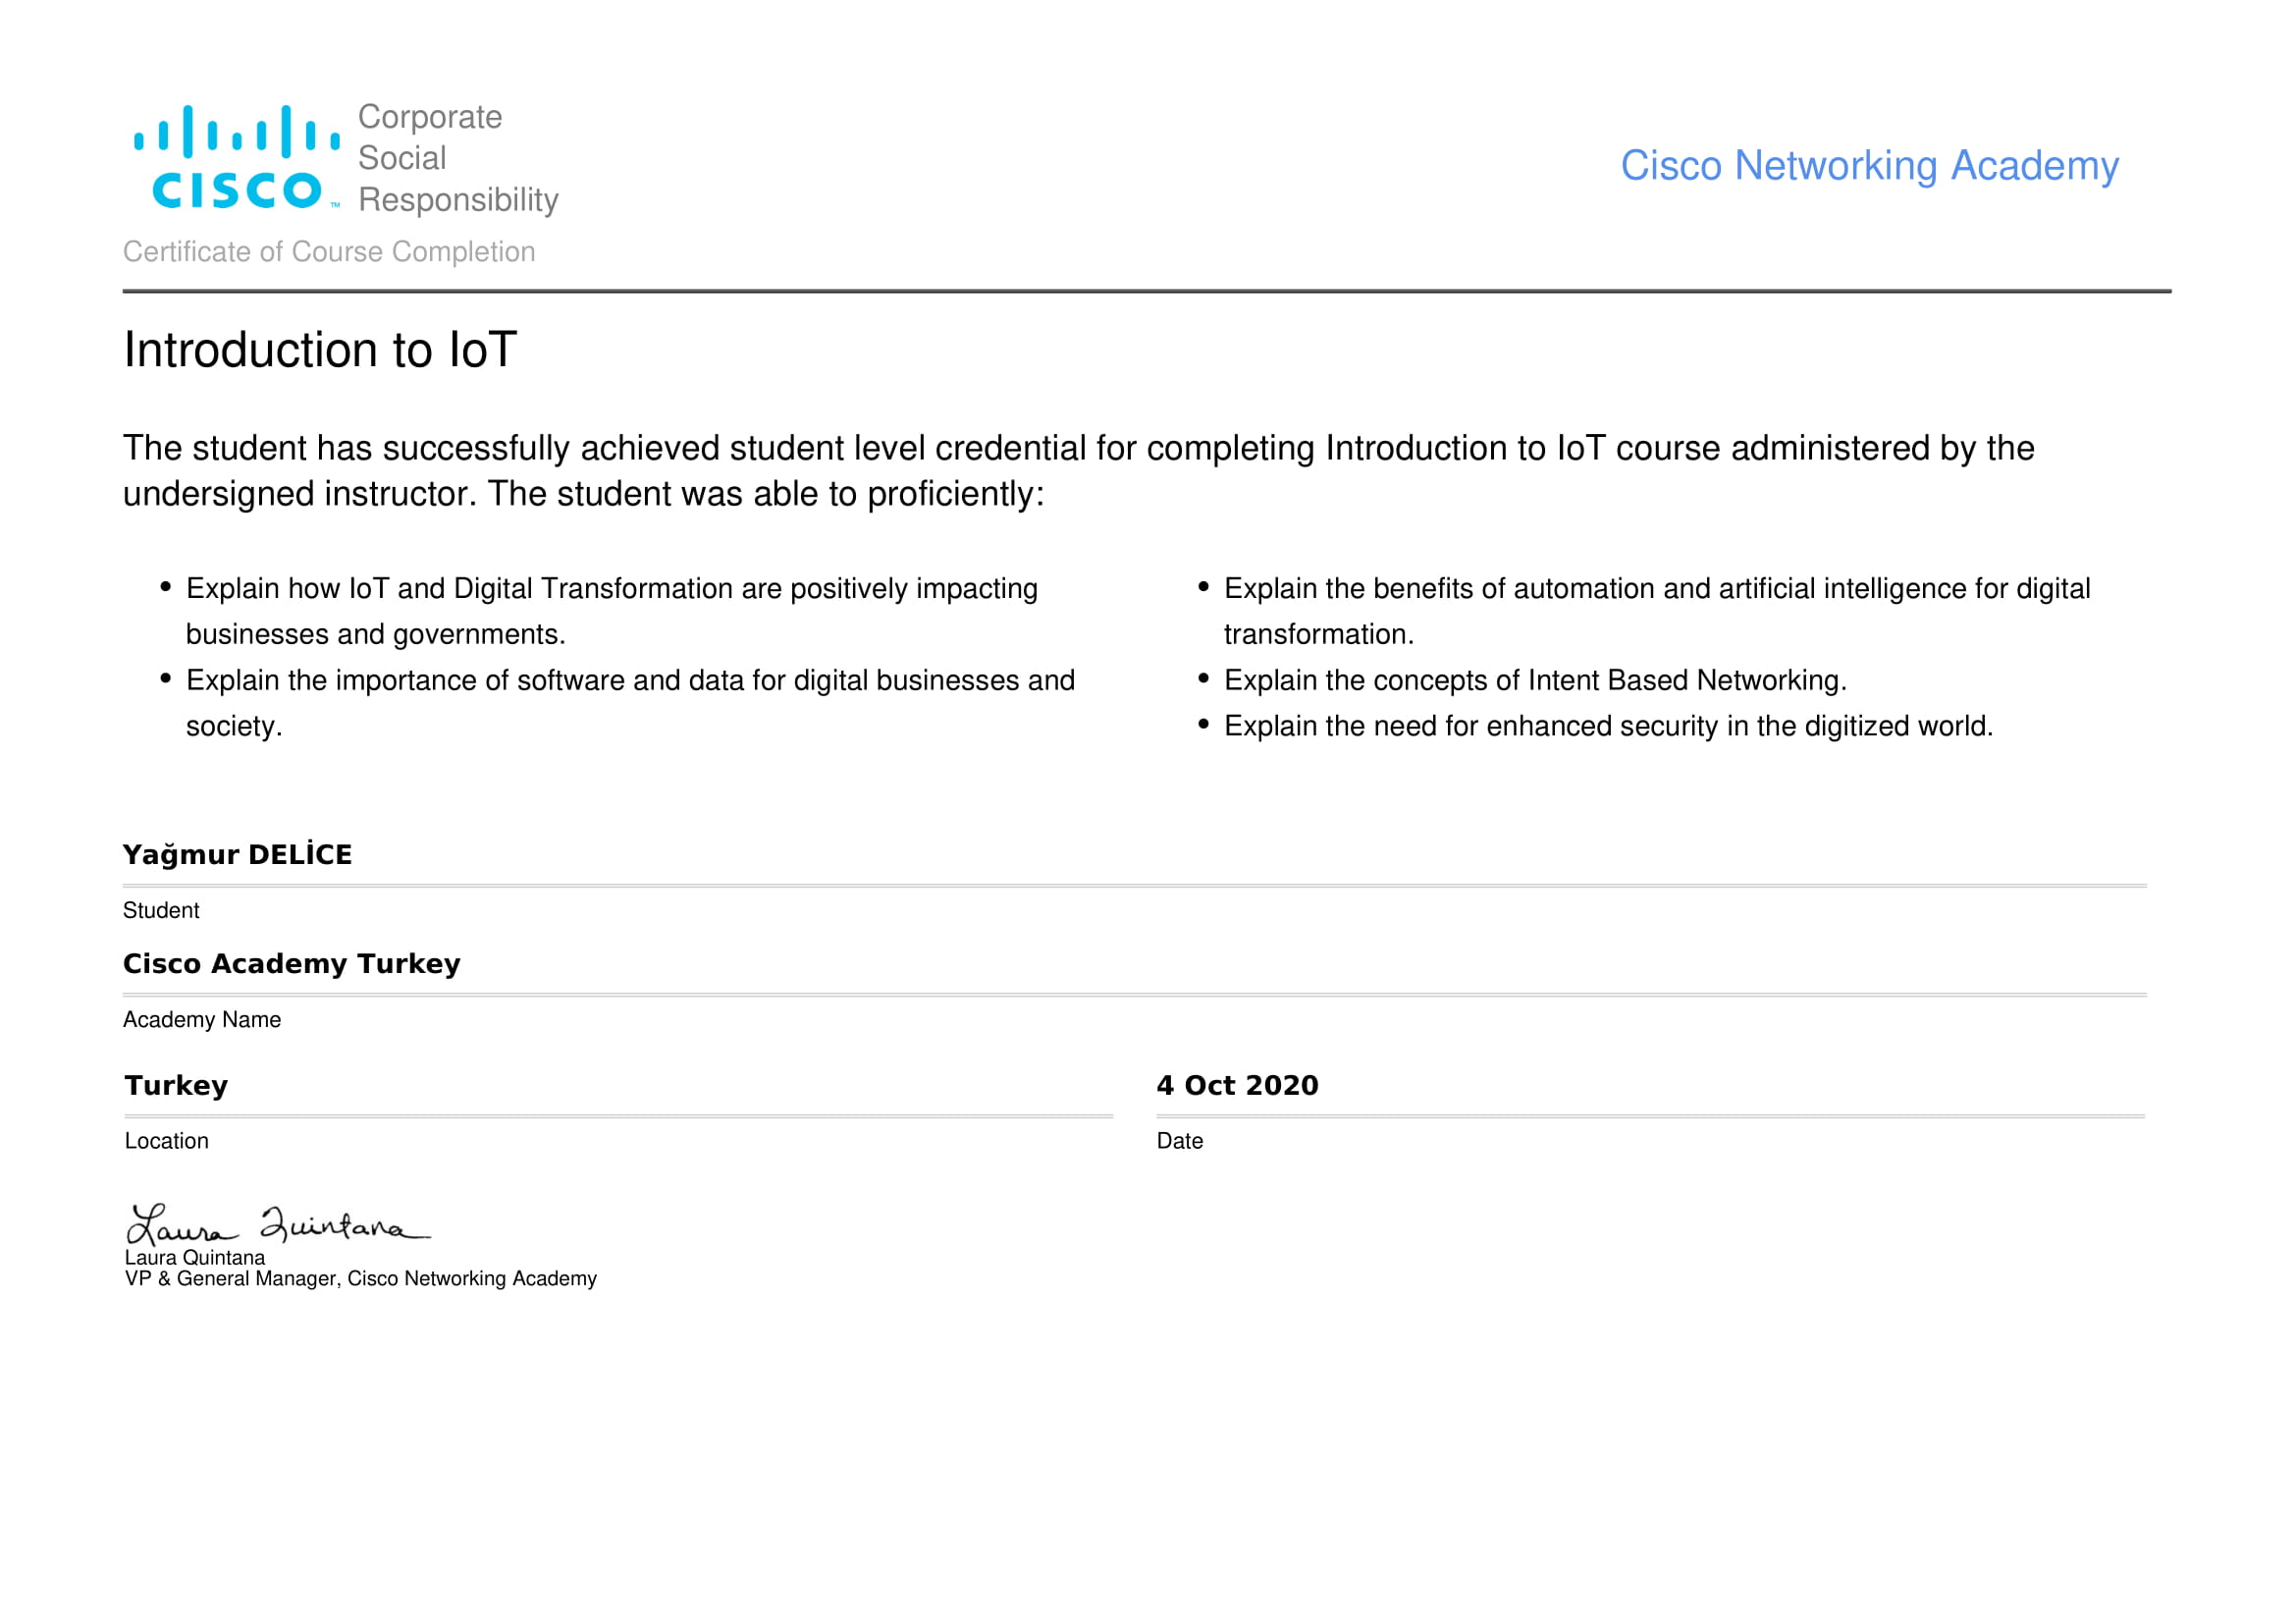 Corporate
Social
Responsibility
CISCO™
Cisco Networking Academy
Certificate of Course Completion
Introduction to IoT
The student has successfully achieved student level credential for completing Introduction to IoT course administered by the
undersigned instructor. The student was able to proficiently:
• Explain how IoT and Digital Transformation are positively impacting
businesses and governments.
• Explain the importance of software and data for digital businesses and
society.
• Explain the benefits of automation and artificial intelligence for digital
transformation.
• Explain the concepts of Intent Based Networking.
• Explain the need for enhanced security in the digitized world.
Yağmur DELİCE
Student
Cisco Academy Turkey
Academy Name
Turkey
Location
4 Oct 2020
Date
Laura Quintana
Laura Quintana
VP & General Manager, Cisco Networking Academy